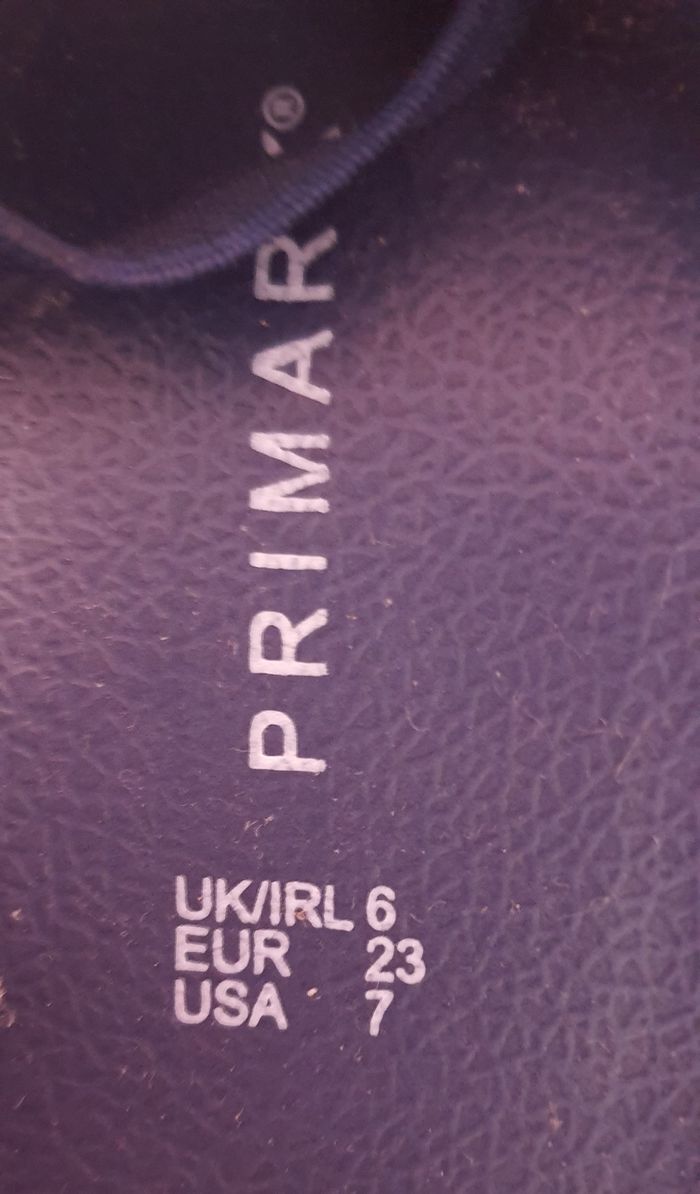 PRIMAR
®
UK/IRL 6
EUR 23
USA 7